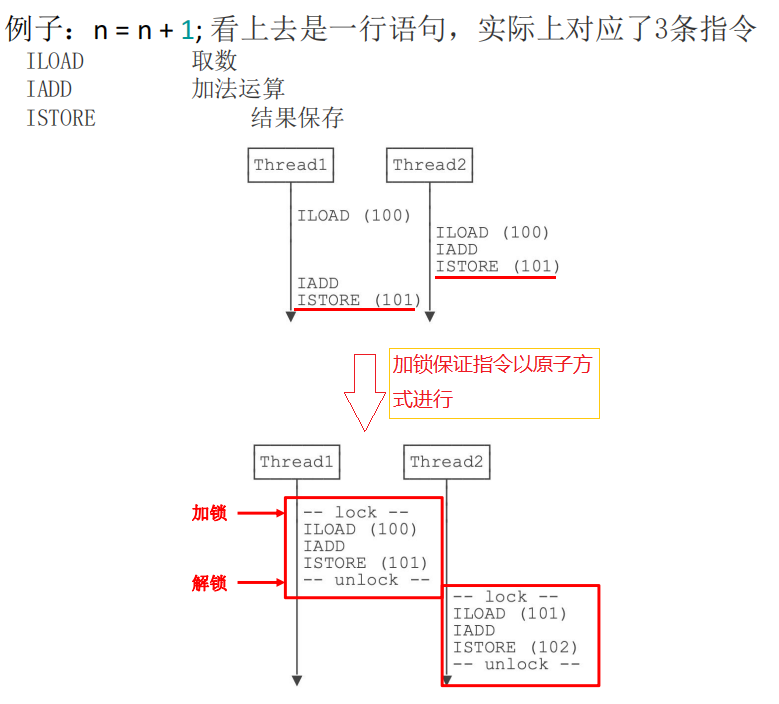 例子：n = n + 1; 看上去是一行语句，实际上对应了3条指令
ILOAD 取数
IADD 加法运算
ISTORE 结果保存
Thread1 Thread2
ILOAD (100)
ILOAD (100)
IADD
ISTORE (101)
IADD
ISTORE (101)
加锁保证指令以原子方
式进行
Thread1 Thread2
加锁
-- lock --
ILOAD (100)
IADD
ISTORE (101)
解锁
-- unlock --
-- lock --
ILOAD (101)
IADD
ISTORE (102)
-- unlock --